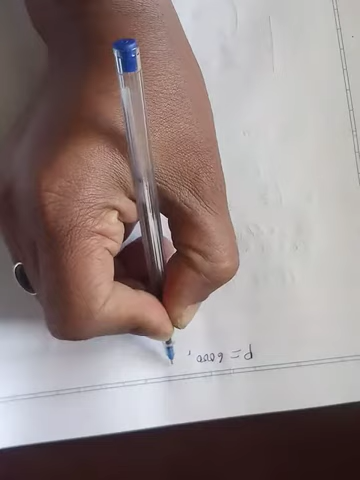 P = 6000,